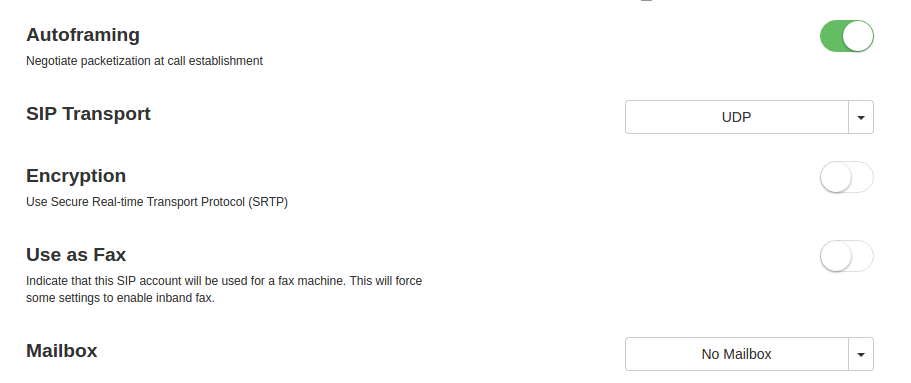 Autoframing
Negotiate packetization at call establishment
SIP Transport
UDP
Encryption
Use Secure Real-time Transport Protocol (SRTP)
Use as Fax
Indicate that this SIP account will be used for a fax machine. This will force
some settings to enable inband fax.
Mailbox
No Mailbox